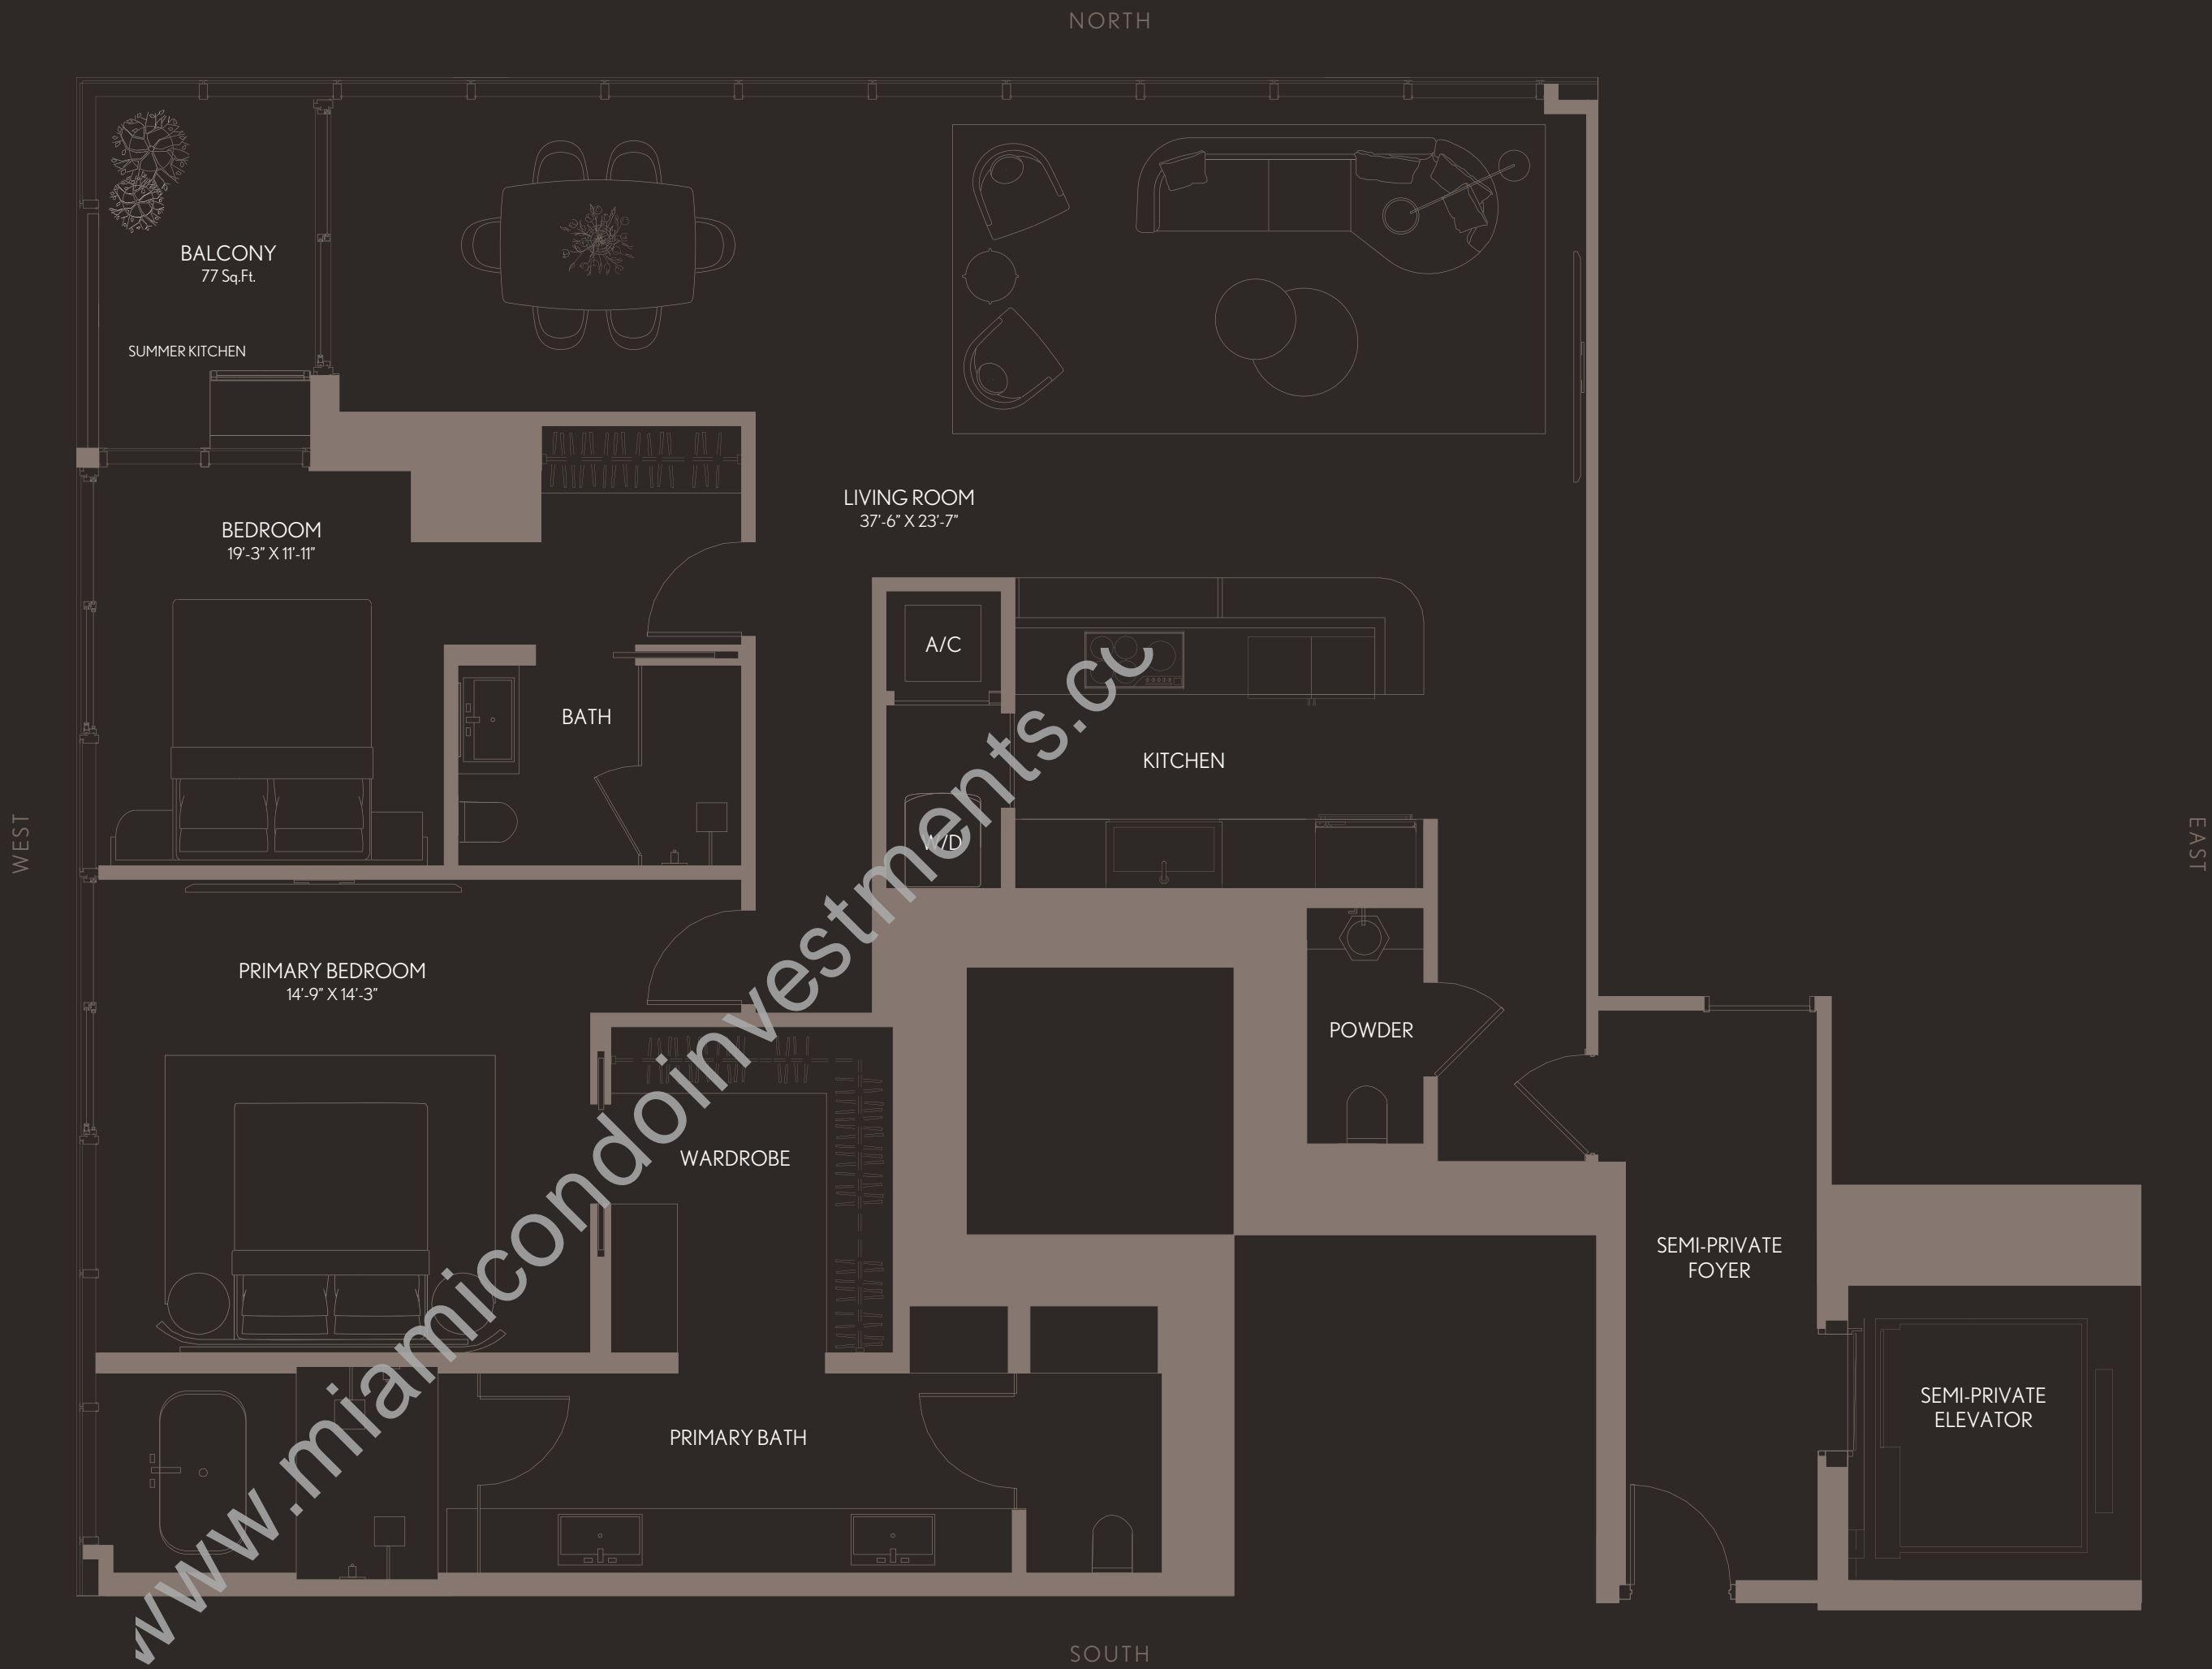 NORTH
BALCONY
77 Sq.Ft.
SUMMER KITCHEN
LIVING ROOM
37'-6" X 23'-7"
BEDROOM
19'-3" X 11'-11"
A/C
BATH
KITCHEN
WEST
W/D
EAST
PRIMARY BEDROOM
14'-9" X 14'-3"
POWDER
WARDROBE
SEMI-PRIVATE
FOYER
SEMI-PRIVATE
ELEVATOR
PRIMARY BATH
www.miamicondoinvestments.cc
SOUTH